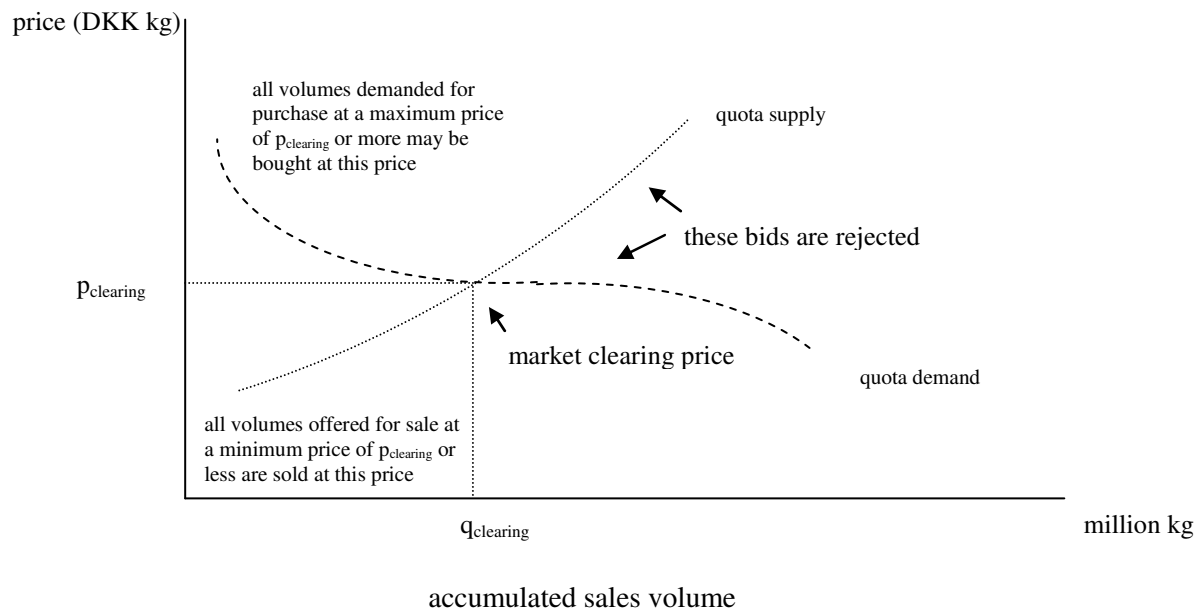 price (DKK kg)
all volumes demanded for
purchase at a maximum price
of pclearing or more may be
bought at this price
quota supply
these bids are rejected
pclearing
market clearing price
quota demand
all volumes offered for sale at
a minimum price of pclearing or
less are sold at this price
qclearing
million kg
accumulated sales volume